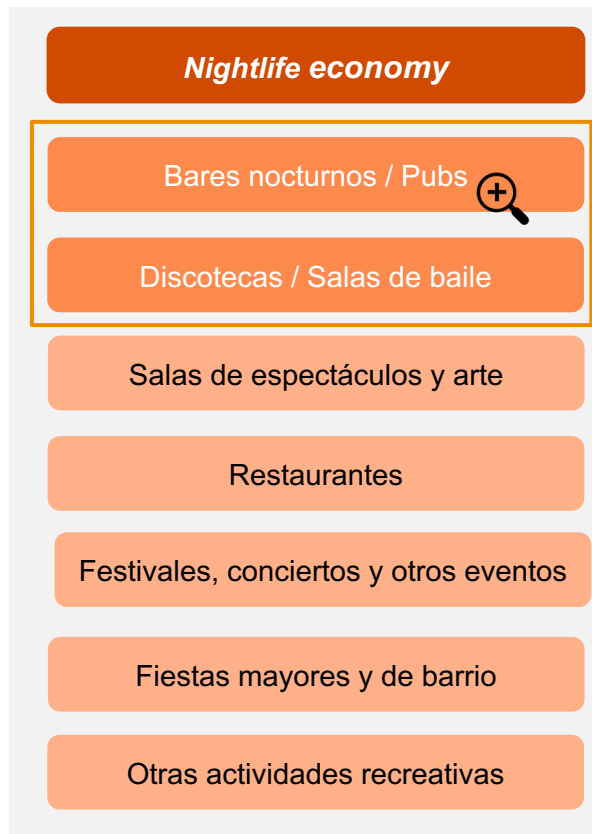 Nightlife economy
Bares nocturnos / Pubs
Discotecas / Salas de baile
Salas de espectáculos y arte
Restaurantes
Festivales, conciertos y otros eventos
Fiestas mayores y de barrio
Otras actividades recreativas